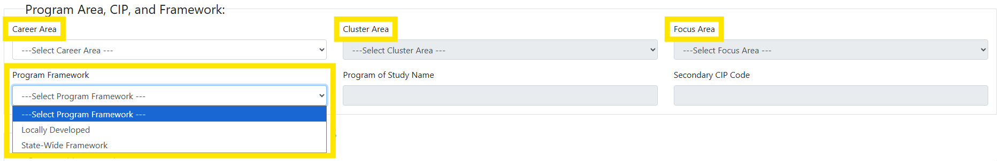 Program Area, CIP, and Framework:
Career Area
Cluster Area
Focus Area
---Select Career Area ---
---Select Cluster Area ---
---Select Focus Area ---
Program Framework
Program of Study Name
Secondary CIP Code
---Select Program Framework ---
---Select Program Framework ---
Locally Developed
State-Wide Framework